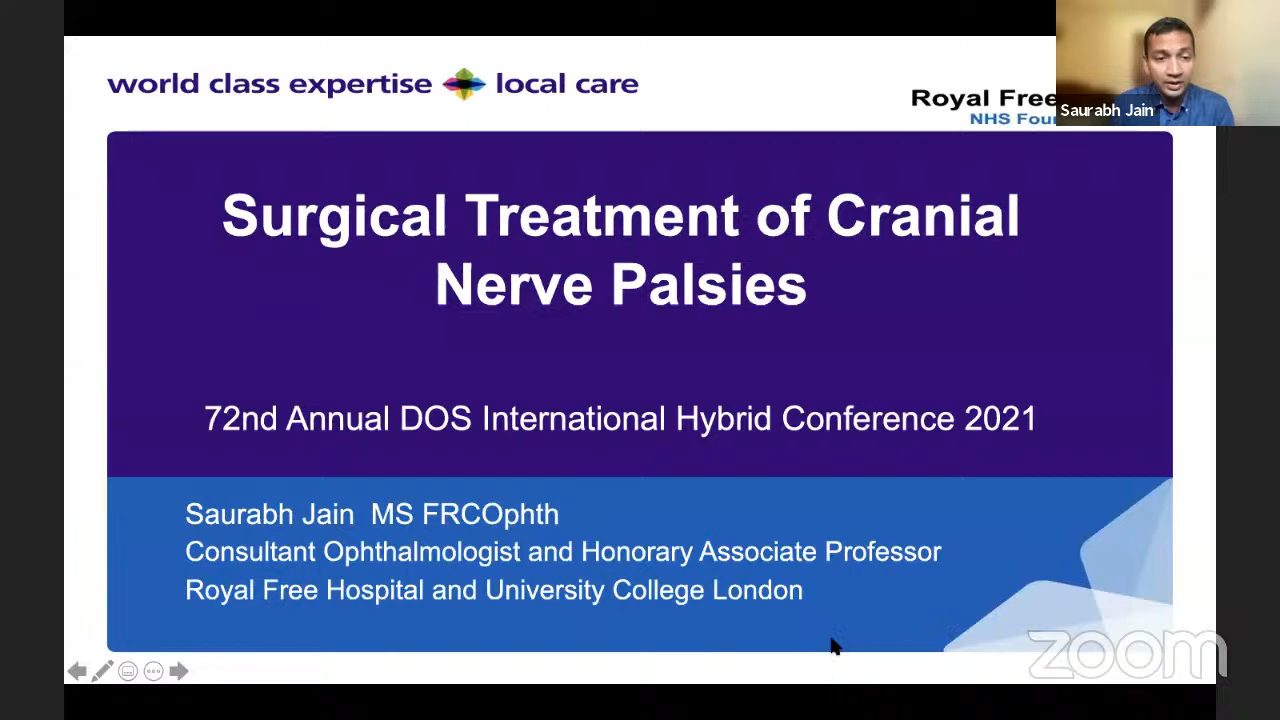 world class expertise local care
Royal Free
NHS Foun
Saurabh Jain
Surgical Treatment of Cranial
Nerve Palsies
72nd Annual DOS International Hybrid Conference 2021
Saurabh Jain MS FRCOphth
Consultant Ophthalmologist and Honorary Associate Professor
Royal Free Hospital and University College London
zoom